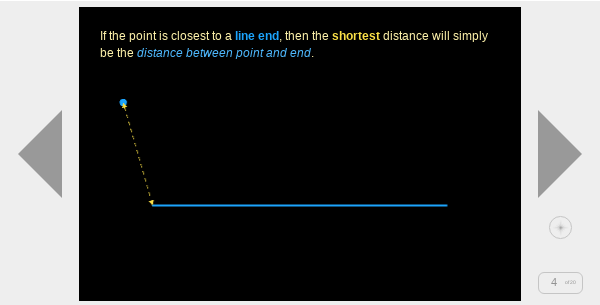 If the point is closest to a line end, then the shortest distance will simply
be the distance between point and end.
4